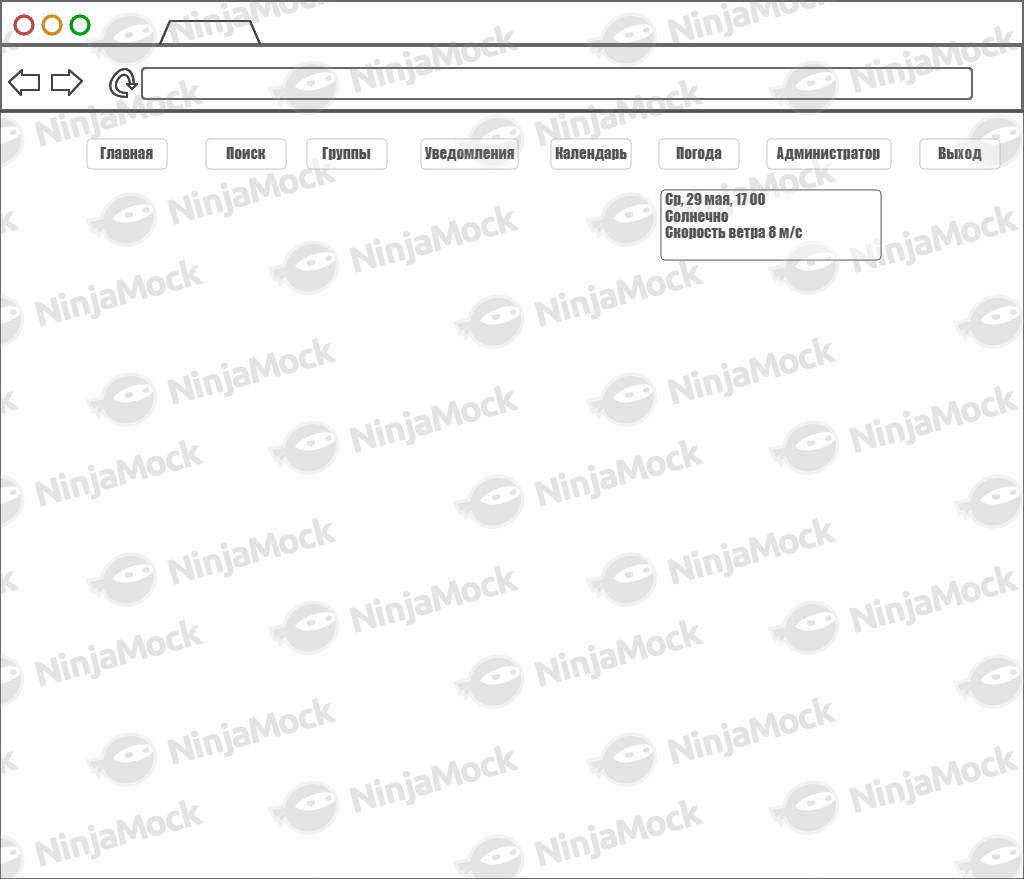 Главная Поиск Группы Уведомления Календарь Погода Администратор Выход
Ср, 29 мая, 17 00
Солнечно
Скорость ветра 8 м/с
NinjaMock